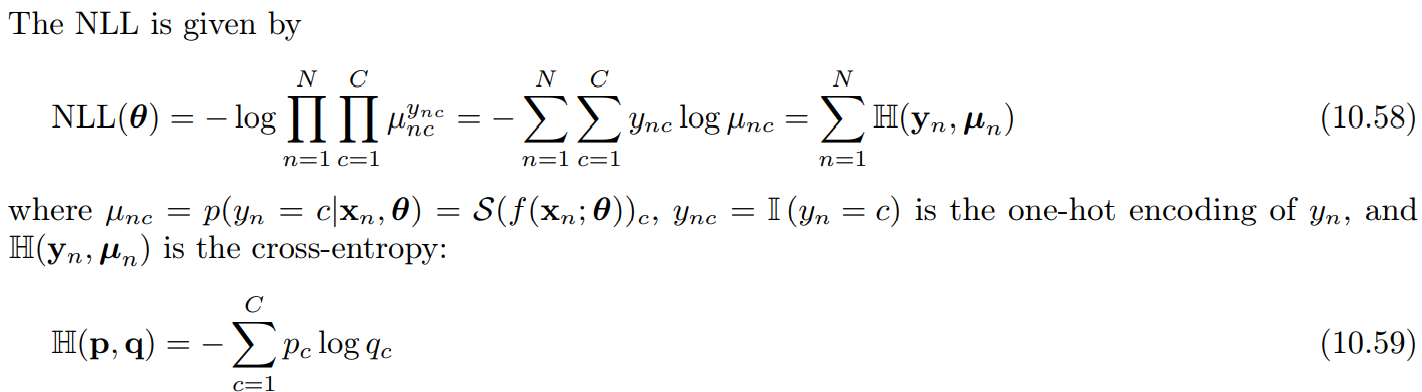 The NLL is given by
NLL(θ) = − log ∏_{n=1}^{N} ∏_{c=1}^{C} μ_{nc}^{y_{nc}} = − ∑_{n=1}^{N} ∑_{c=1}^{C} y_{nc} log μ_{nc} = ∑_{n=1}^{N} ℍ(𝐲_n, 𝛍_n) (10.58)
where μ_{nc} = p(y_n = c|𝐱_n, θ) = 𝒮(f(𝐱_n; θ))_c, y_{nc} = 𝕀(y_n = c) is the one-hot encoding of y_n, and
ℍ(𝐲_n, 𝛍_n) is the cross-entropy:
ℍ(𝐩, 𝐪) = − ∑_{c=1}^{C} p_c log q_c (10.59)